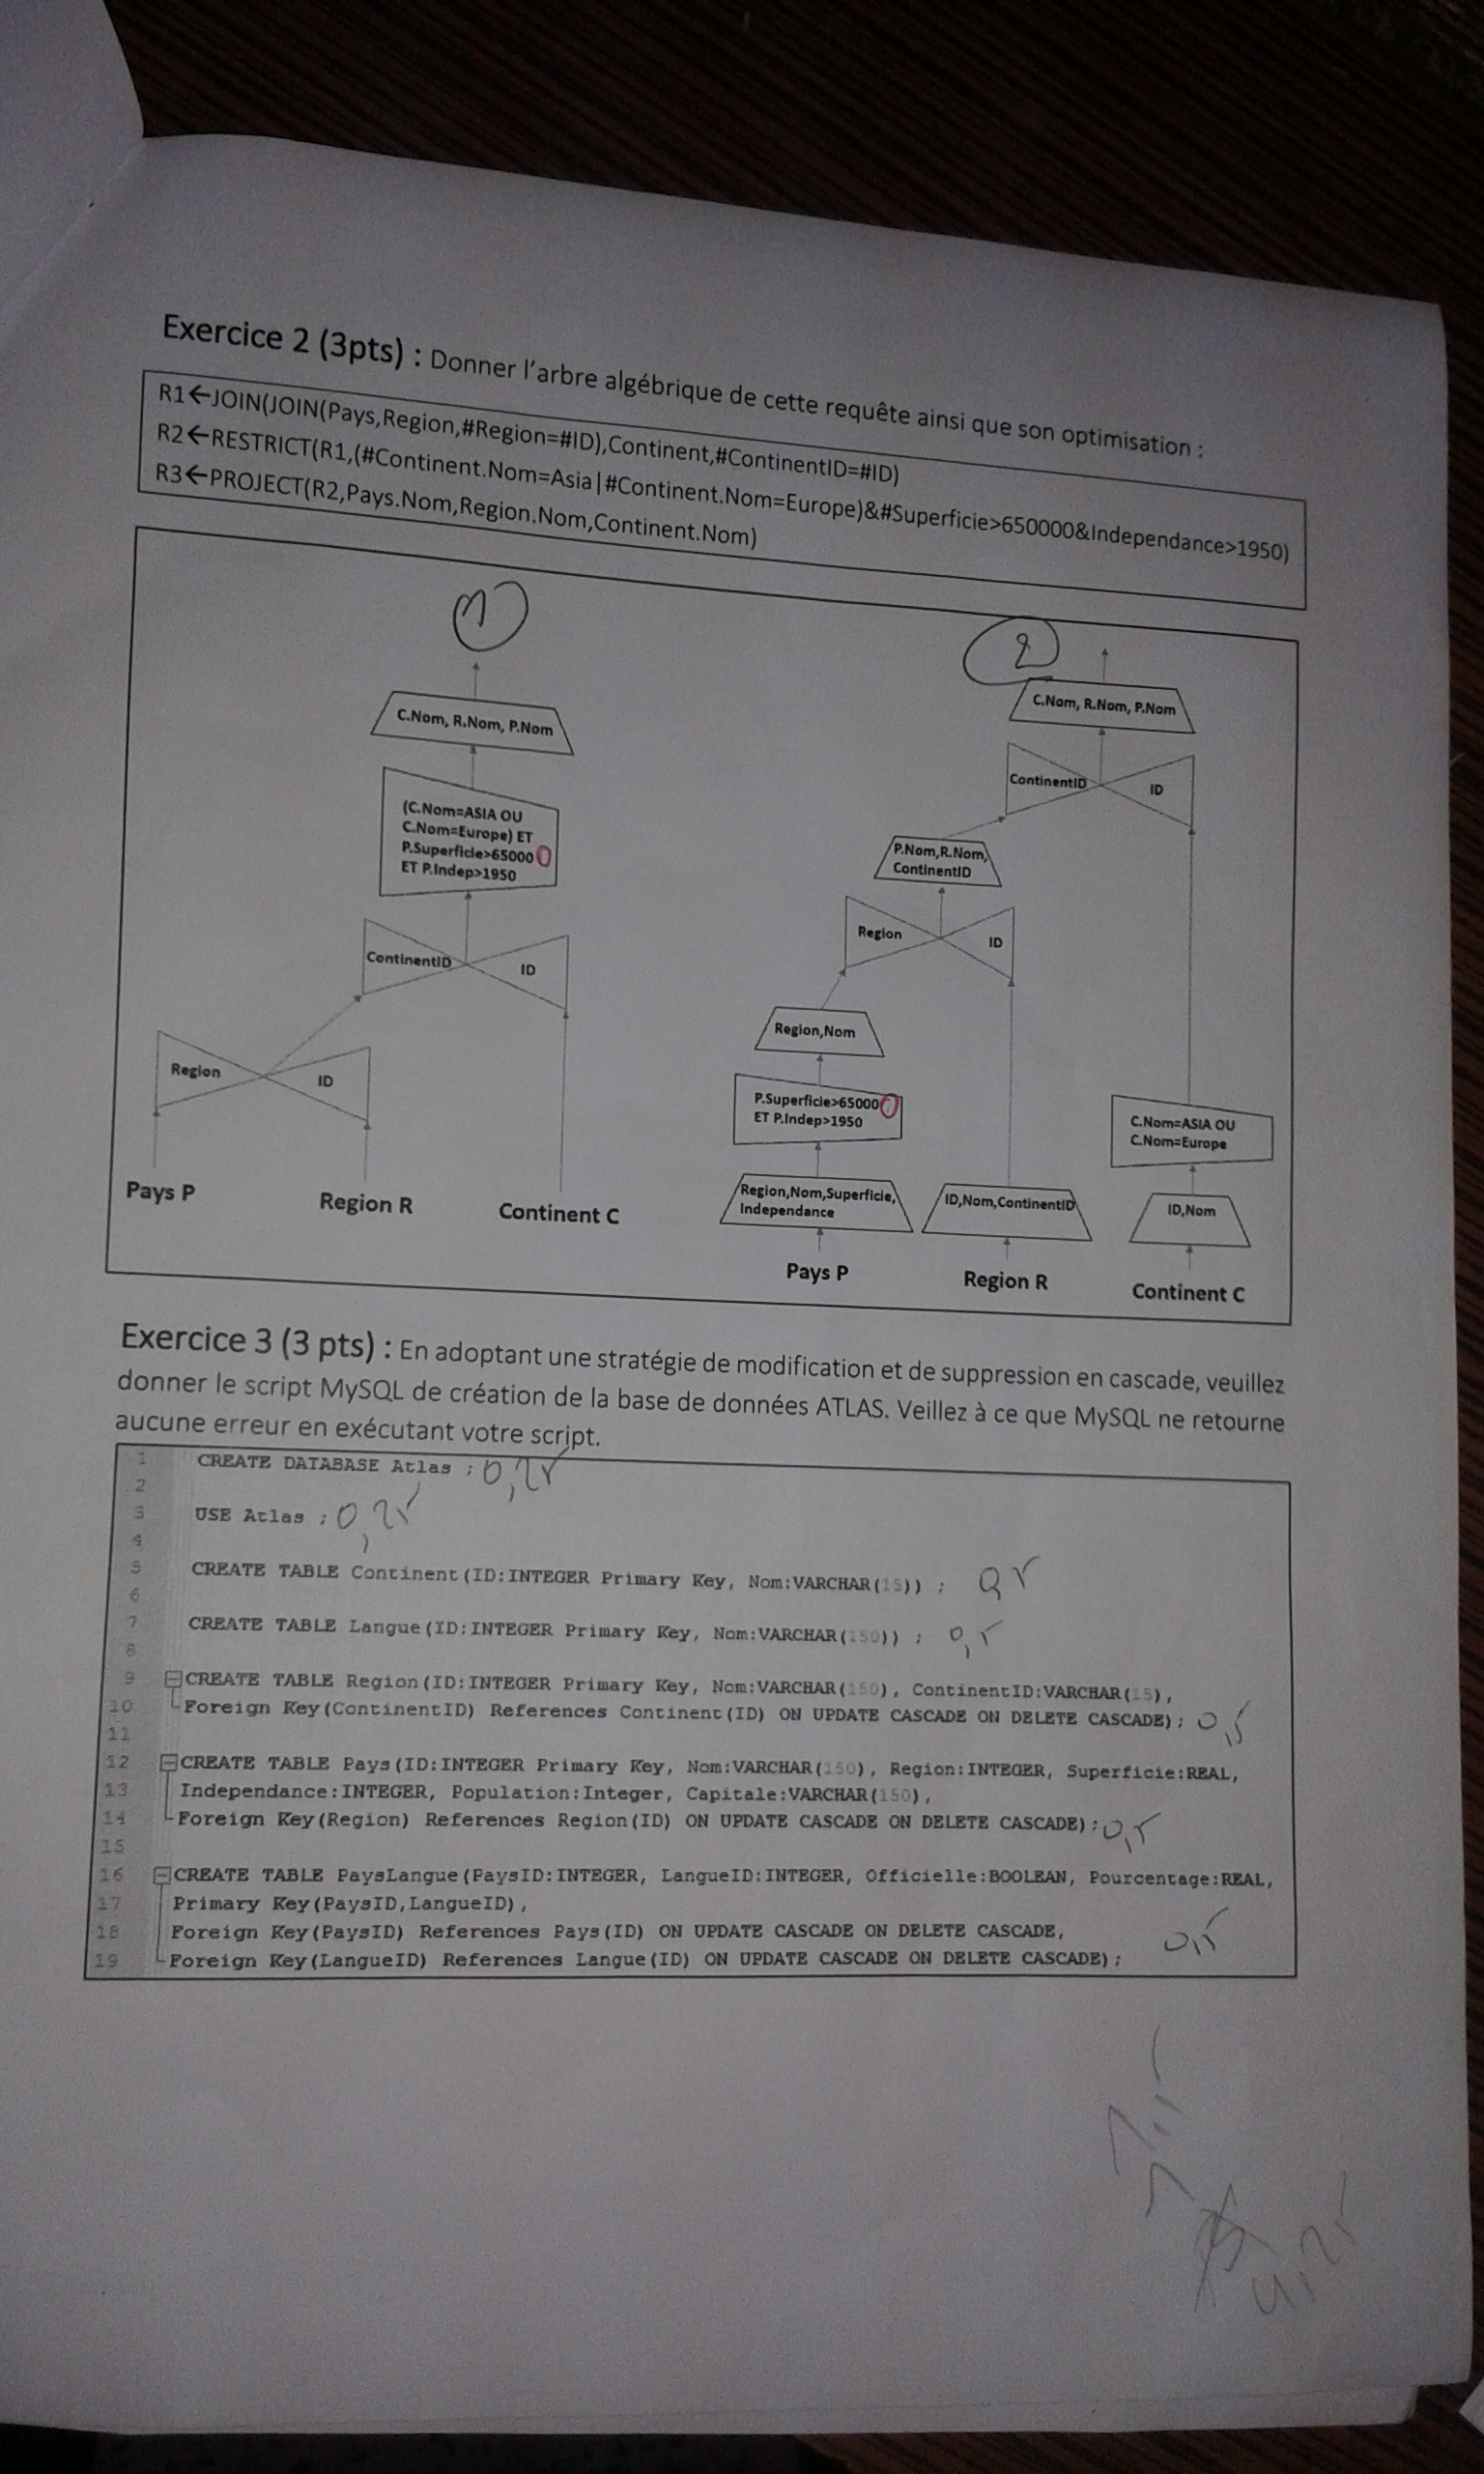 Exercice 2 (3pts) : Donner l'arbre algébrique de cette requête ainsi que son optimisation :
R1←JOIN(JOIN(Pays,Region,#Region=#ID),Continent,#ContinentID=#ID)
R2←RESTRICT(R1,(#Continent.Nom=Asia|#Continent.Nom=Europe)&#Superficie>650000&Independance>1950)
R3←PROJECT(R2,Pays.Nom,Region.Nom,Continent.Nom)
1
C.Nom, R.Nom, P.Nom
(C.Nom=ASIA OU
C.Nom=Europe) ET
P.Superficie>650000
ET P.Indep>1950
ContinentID
ID
Region
ID
Pays P
Region R
Continent C
2
C.Nom, R.Nom, P.Nom
ContinentID
ID
P.Nom,R.Nom,
ContinentID
Region
ID
Region,Nom
P.Superficie>650000
ET P.Indep>1950
C.Nom=ASIA OU
C.Nom=Europe
Region,Nom,Superficie,
Independance
ID,Nom,ContinentID
ID,Nom
Pays P
Region R
Continent C
Exercice 3 (3 pts) : En adoptant une stratégie de modification et de suppression en cascade, veuillez
donner le script MySQL de création de la base de données ATLAS. Veillez à ce que MySQL ne retourne
aucune erreur en exécutant votre script.
1 CREATE DATABASE Atlas ; 0,25
2
3 USE Atlas ; 0,25
4
5 CREATE TABLE Continent(ID:INTEGER Primary Key, Nom:VARCHAR(15)) ; 0,5
6
7 CREATE TABLE Langue(ID:INTEGER Primary Key, Nom:VARCHAR(150)) ; 0,5
8
9 CREATE TABLE Region(ID:INTEGER Primary Key, Nom:VARCHAR(150), ContinentID:VARCHAR(15),
10 Foreign Key(ContinentID) References Continent(ID) ON UPDATE CASCADE ON DELETE CASCADE); 0,5
11
12 CREATE TABLE Pays(ID:INTEGER Primary Key, Nom:VARCHAR(150), Region:INTEGER, Superficie:REAL,
13 Independance:INTEGER, Population:Integer, Capitale:VARCHAR(150),
14 Foreign Key(Region) References Region(ID) ON UPDATE CASCADE ON DELETE CASCADE); 0,5
15
16 CREATE TABLE PaysLangue(PaysID:INTEGER, LangueID:INTEGER, Officielle:BOOLEAN, Pourcentage:REAL,
17 Primary Key(PaysID,LangueID),
18 Foreign Key(PaysID) References Pays(ID) ON UPDATE CASCADE ON DELETE CASCADE,
19 Foreign Key(LangueID) References Langue(ID) ON UPDATE CASCADE ON DELETE CASCADE); 0,5
4,25